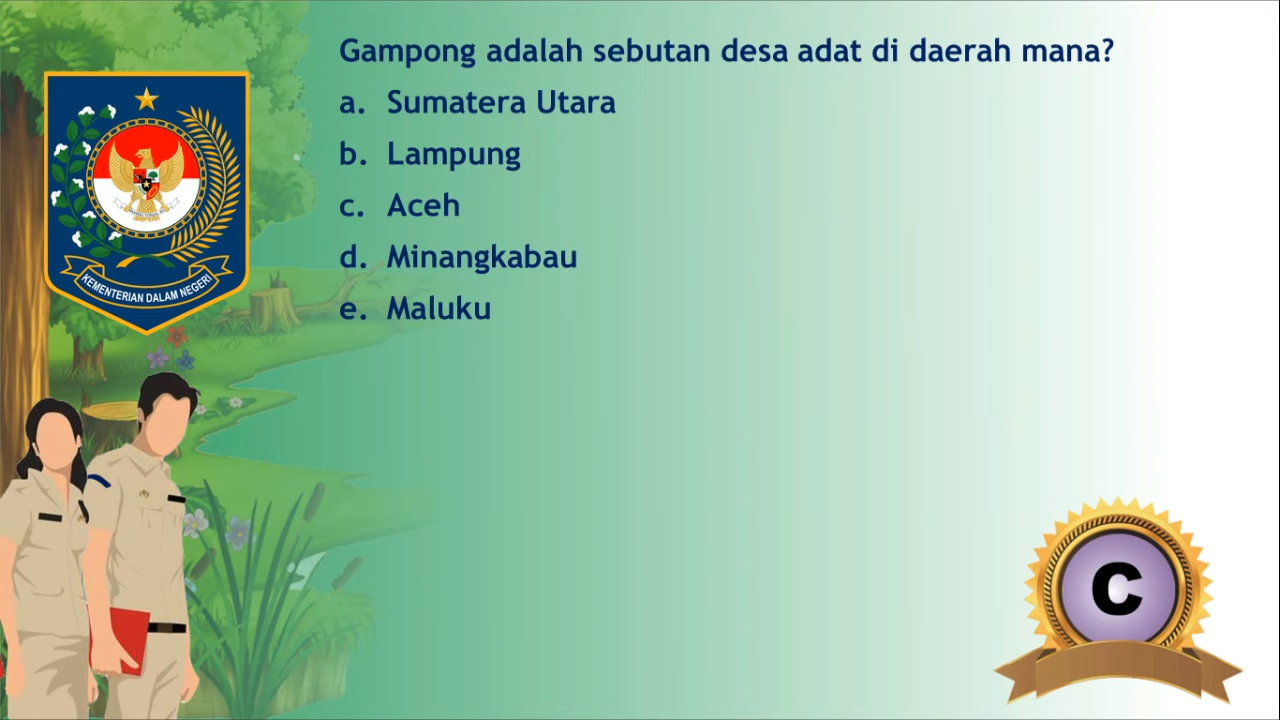 Gampong adalah sebutan desa adat di daerah mana?
a. Sumatera Utara
b. Lampung
c. Aceh
d. Minangkabau
e. Maluku
KEMENTERIAN DALAM NEGERI
C